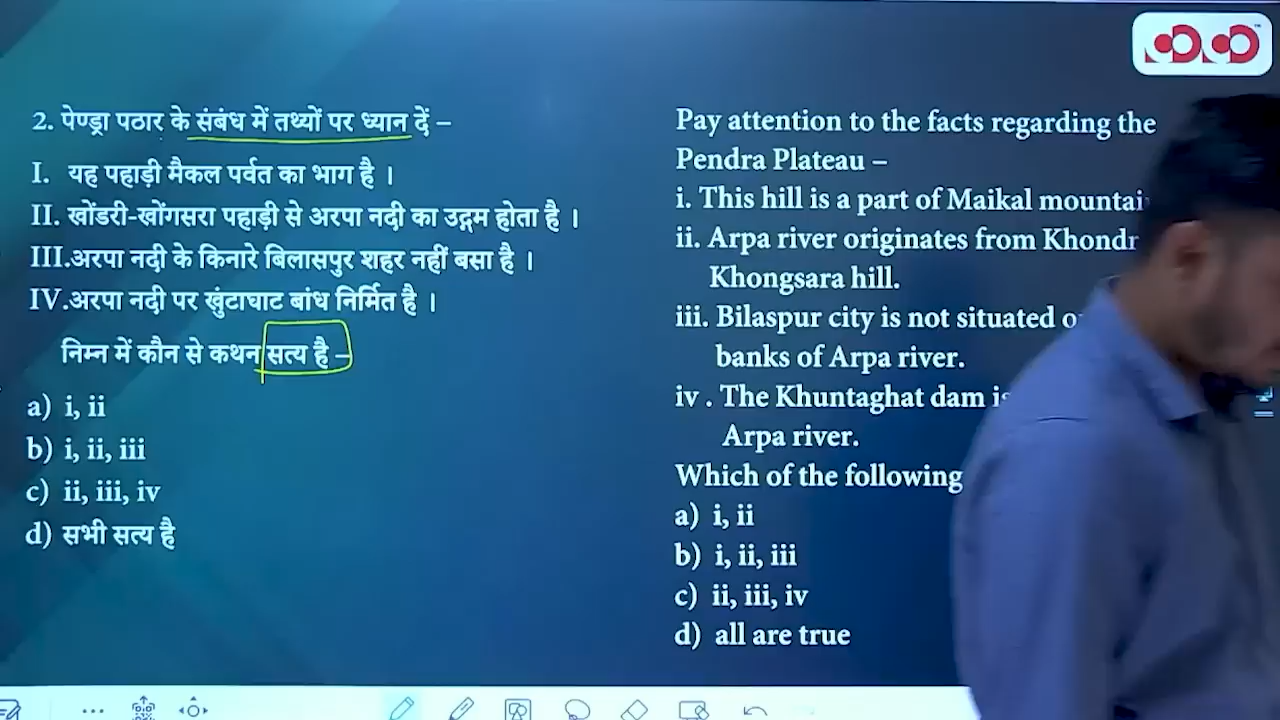 2. पेण्ड्रा पठार के संबंध में तथ्यों पर ध्यान दें –
I. यह पहाड़ी मैकल पर्वत का भाग है ।
II. खोंडरी-खोंगसरा पहाड़ी से अरपा नदी का उद्गम होता है ।
III.अरपा नदी के किनारे बिलासपुर शहर नहीं बसा है ।
IV.अरपा नदी पर खुंटाघाट बांध निर्मित है ।
निम्न में कौन से कथन सत्य है –
a) i, ii
b) i, ii, iii
c) ii, iii, iv
d) सभी सत्य है
Pay attention to the facts regarding the
Pendra Plateau –
i. This hill is a part of Maikal
ii. Arpa river originates from
Khongsara hill.
iii. Bilaspur city is not situated
banks of Arpa river.
iv . The Khuntaghat dam
Arpa river.
Which of the following
a) i, ii
b) i, ii, iii
c) ii, iii, iv
d) all are true